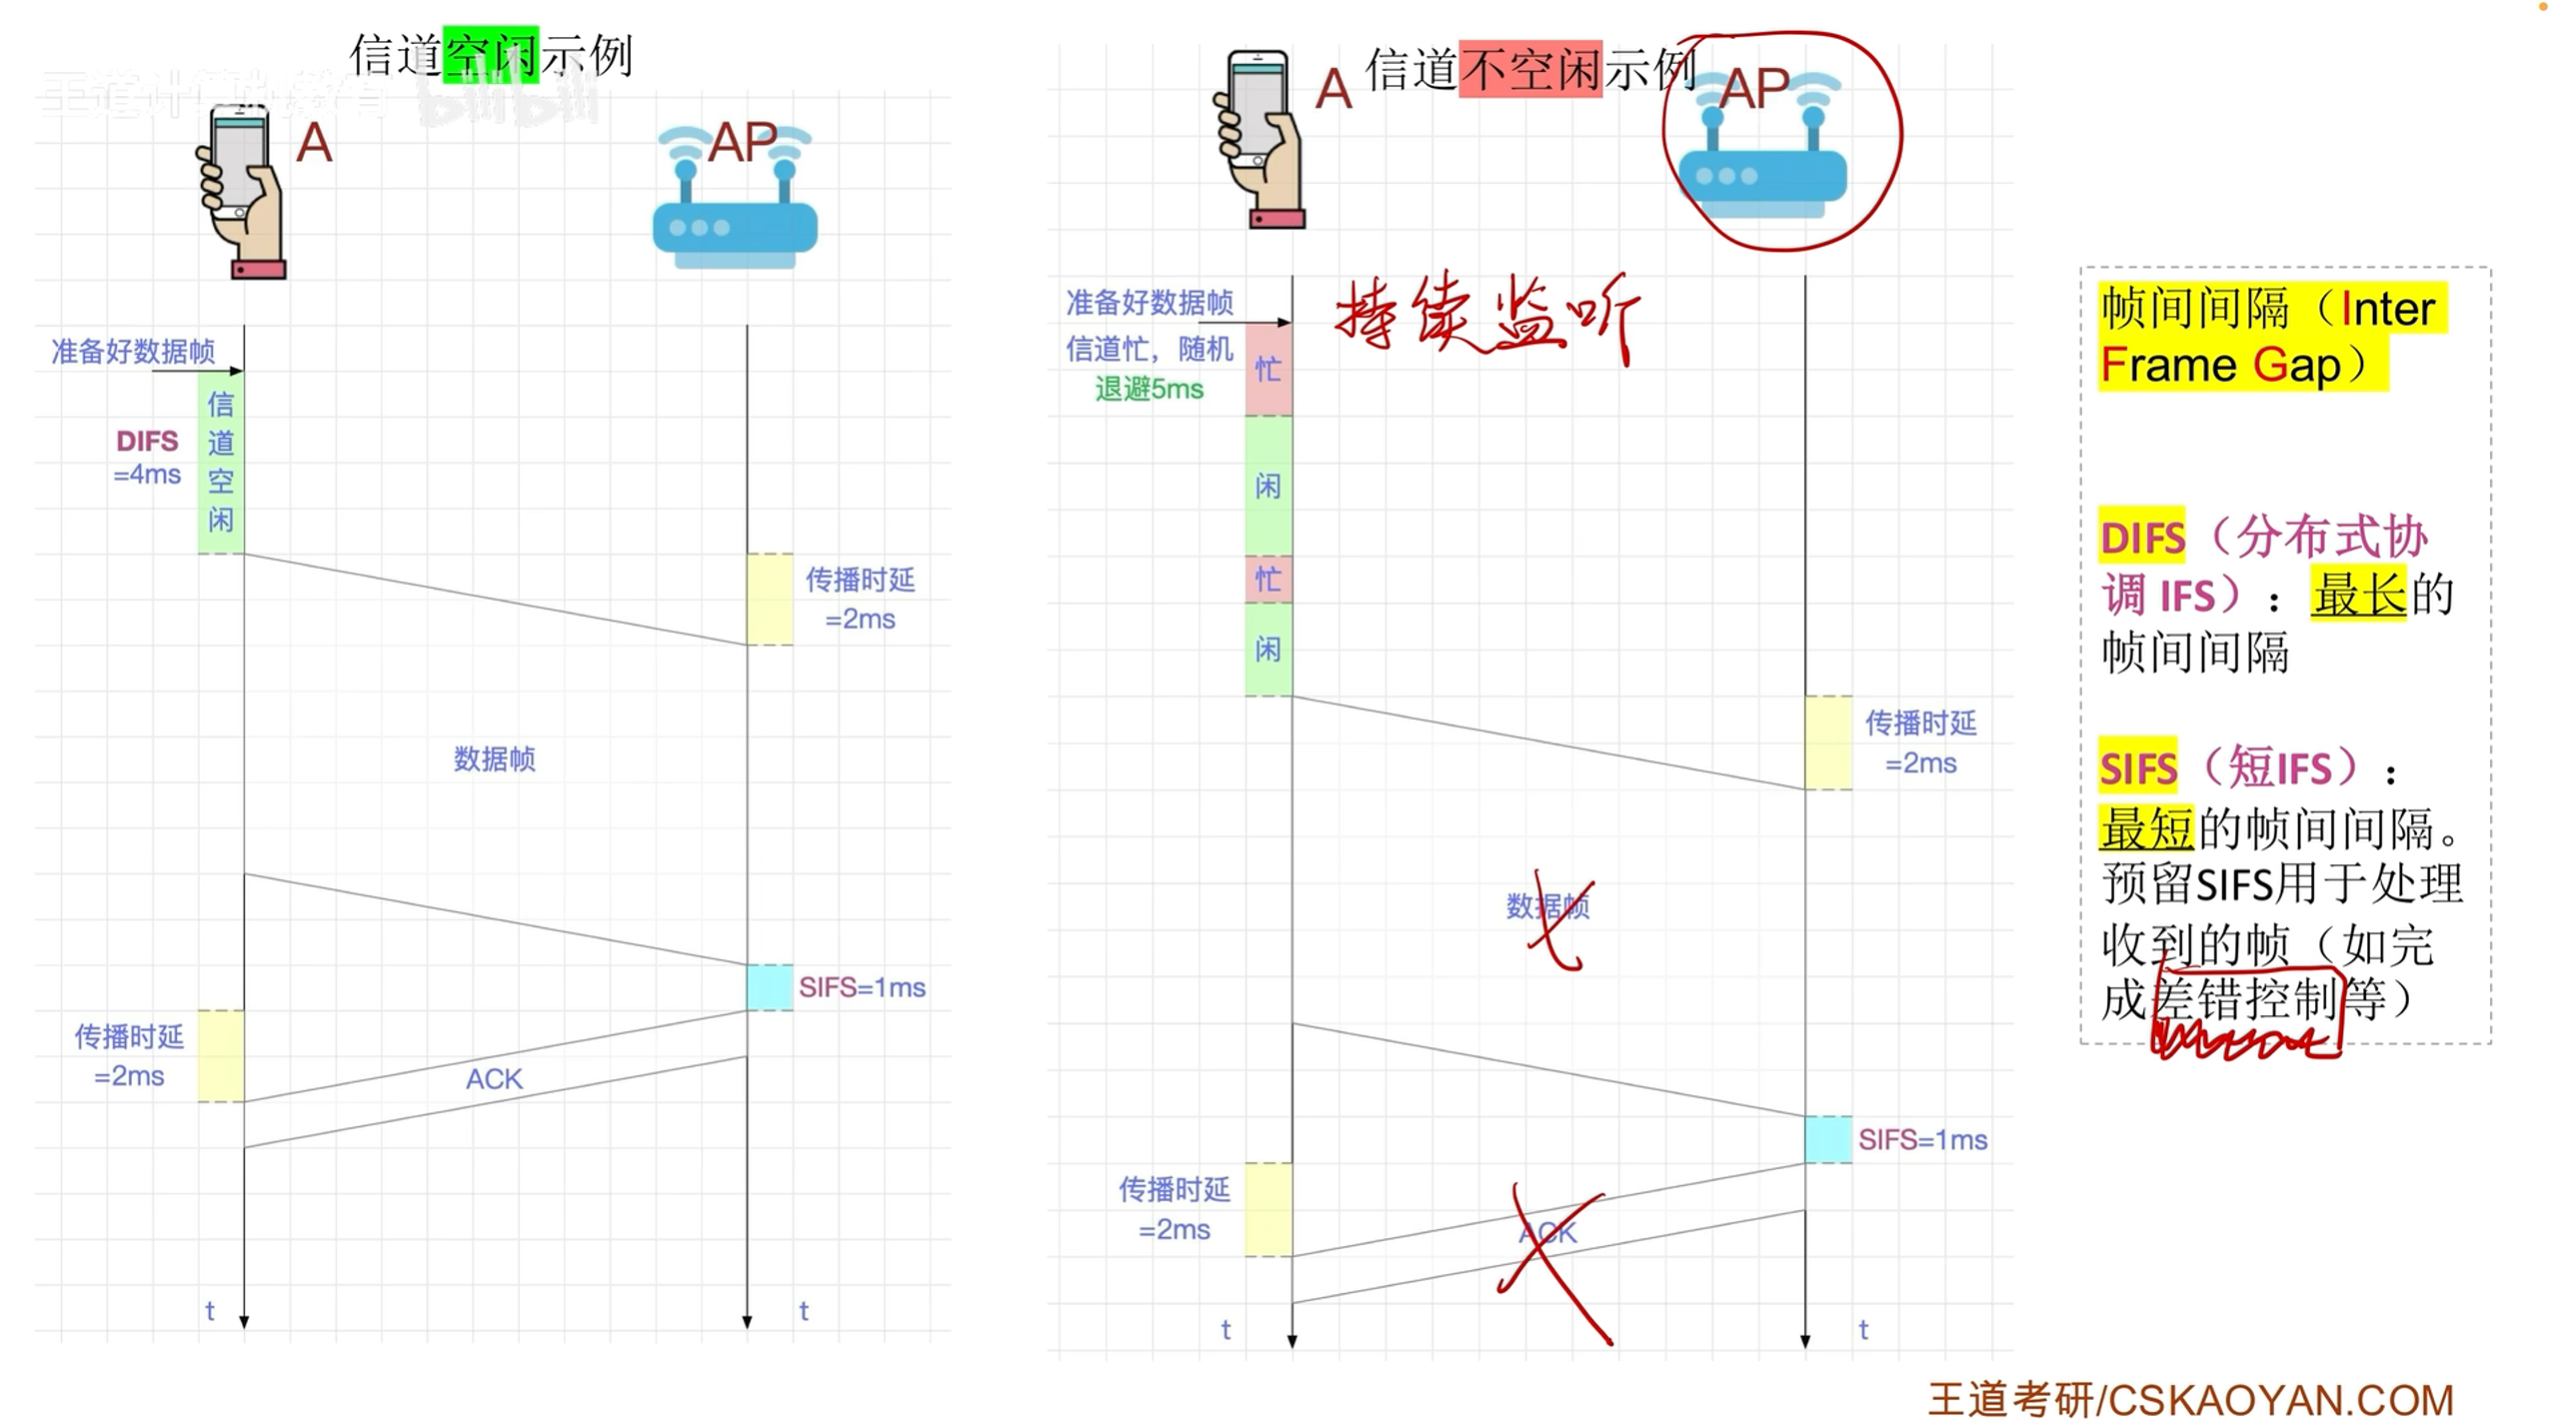 信道空闲示例
王道计算机教育 bilibili
A
AP
准备好数据帧
信
道
空
闲
DIFS
=4ms
传播时延
=2ms
数据帧
SIFS=1ms
传播时延
=2ms
ACK
t
t
信道不空闲示例
A
AP
准备好数据帧
持续监听
信道忙，随机
退避5ms
忙
闲
忙
闲
传播时延
=2ms
数据帧
SIFS=1ms
传播时延
=2ms
ACK
t
t
帧间间隔（Inter
Frame Gap）
DIFS（分布式协
调 IFS）：最长的
帧间间隔
SIFS（短IFS）：
最短的帧间间隔。
预留SIFS用于处理
收到的帧（如完
成差错控制等）
王道考研/CSKAOYAN.COM